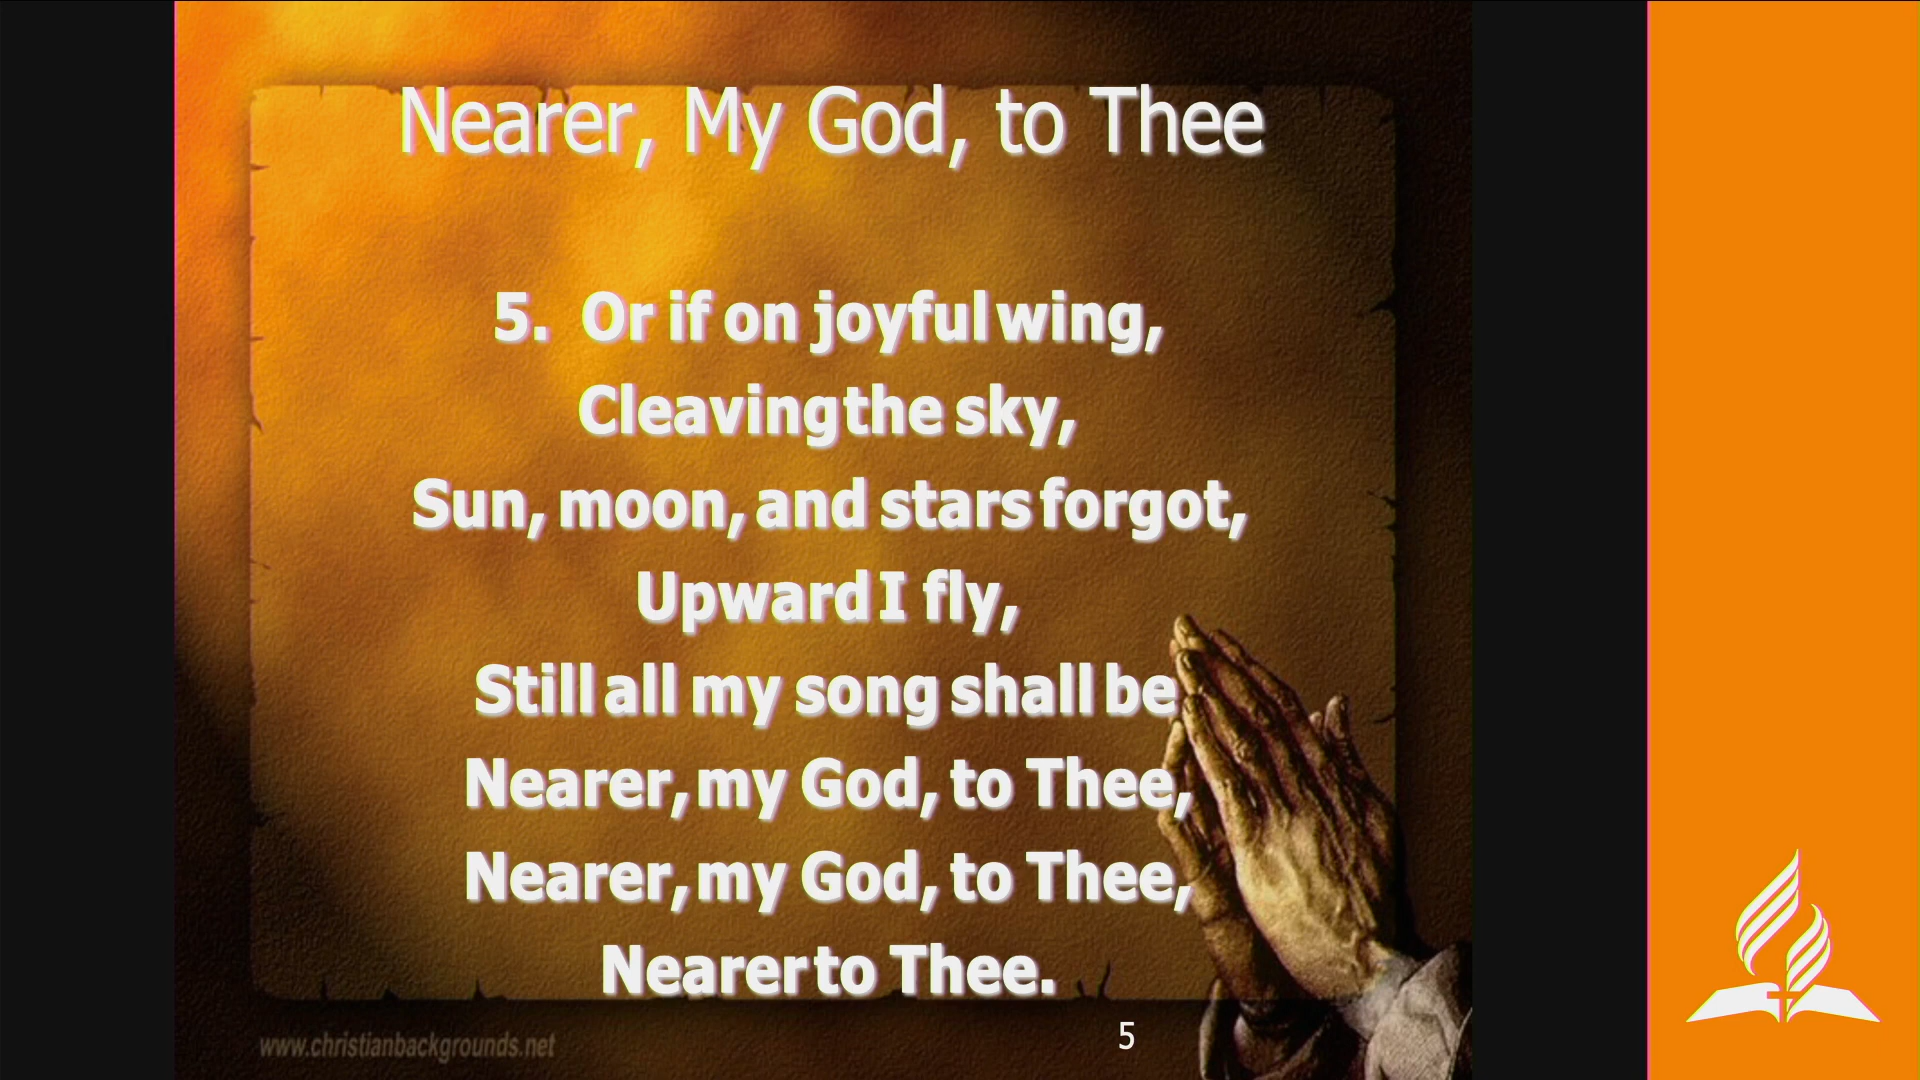 Nearer, My God, to Thee
5. Or if on joyful wing,
Cleaving the sky,
Sun, moon, and stars forgot,
Upward I fly,
Still all my song shall be
Nearer, my God, to Thee,
Nearer, my God, to Thee,
Nearer to Thee.
www.christianbackgrounds.net
5